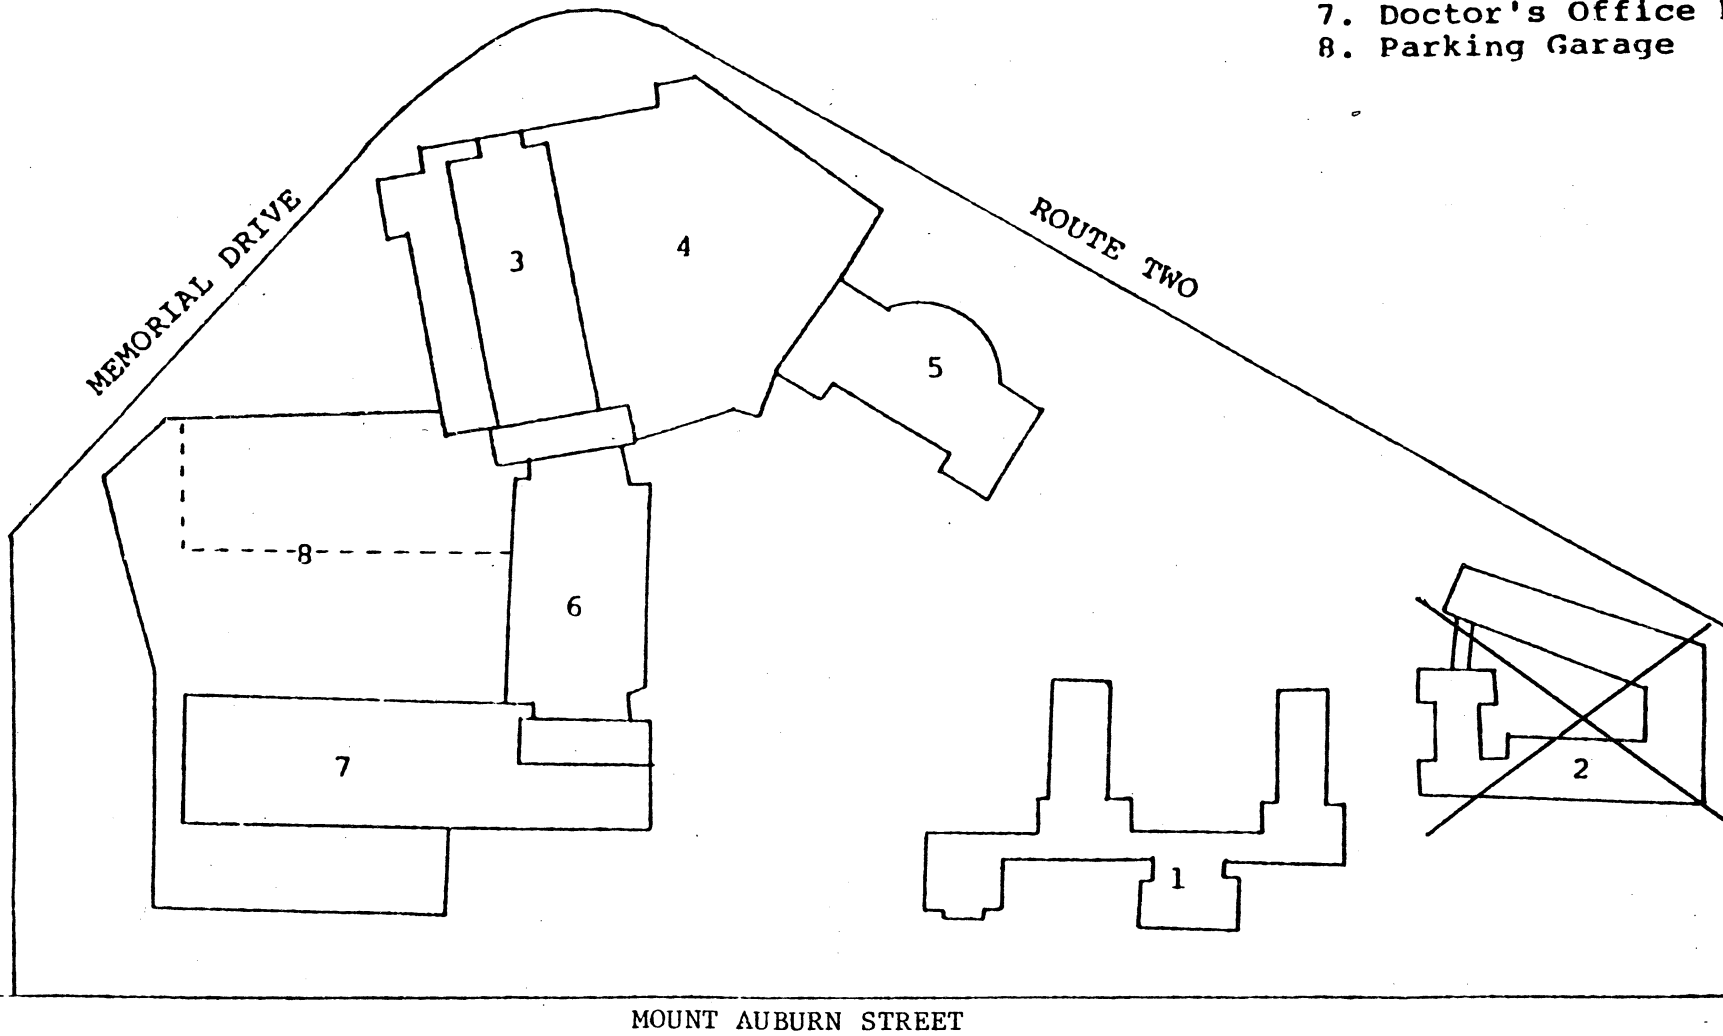 7. Doctor's Office
8. Parking Garage
MEMORIAL DRIVE
ROUTE TWO
3
4
5
8
6
7
1
2
MOUNT AUBURN STREET